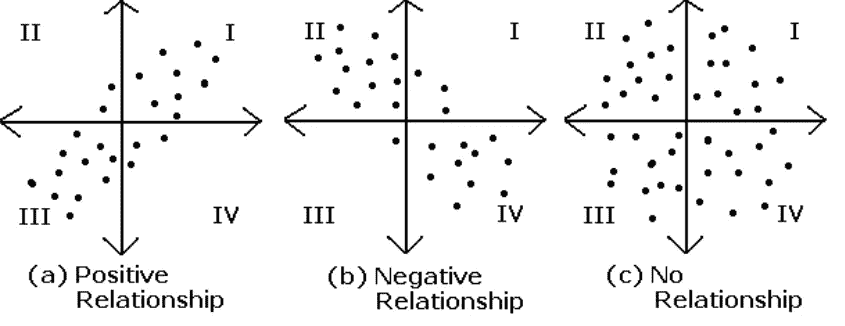 II I II I II I
III IV III IV III IV
(a) Positive (b) Negative (c) No
Relationship Relationship Relationship